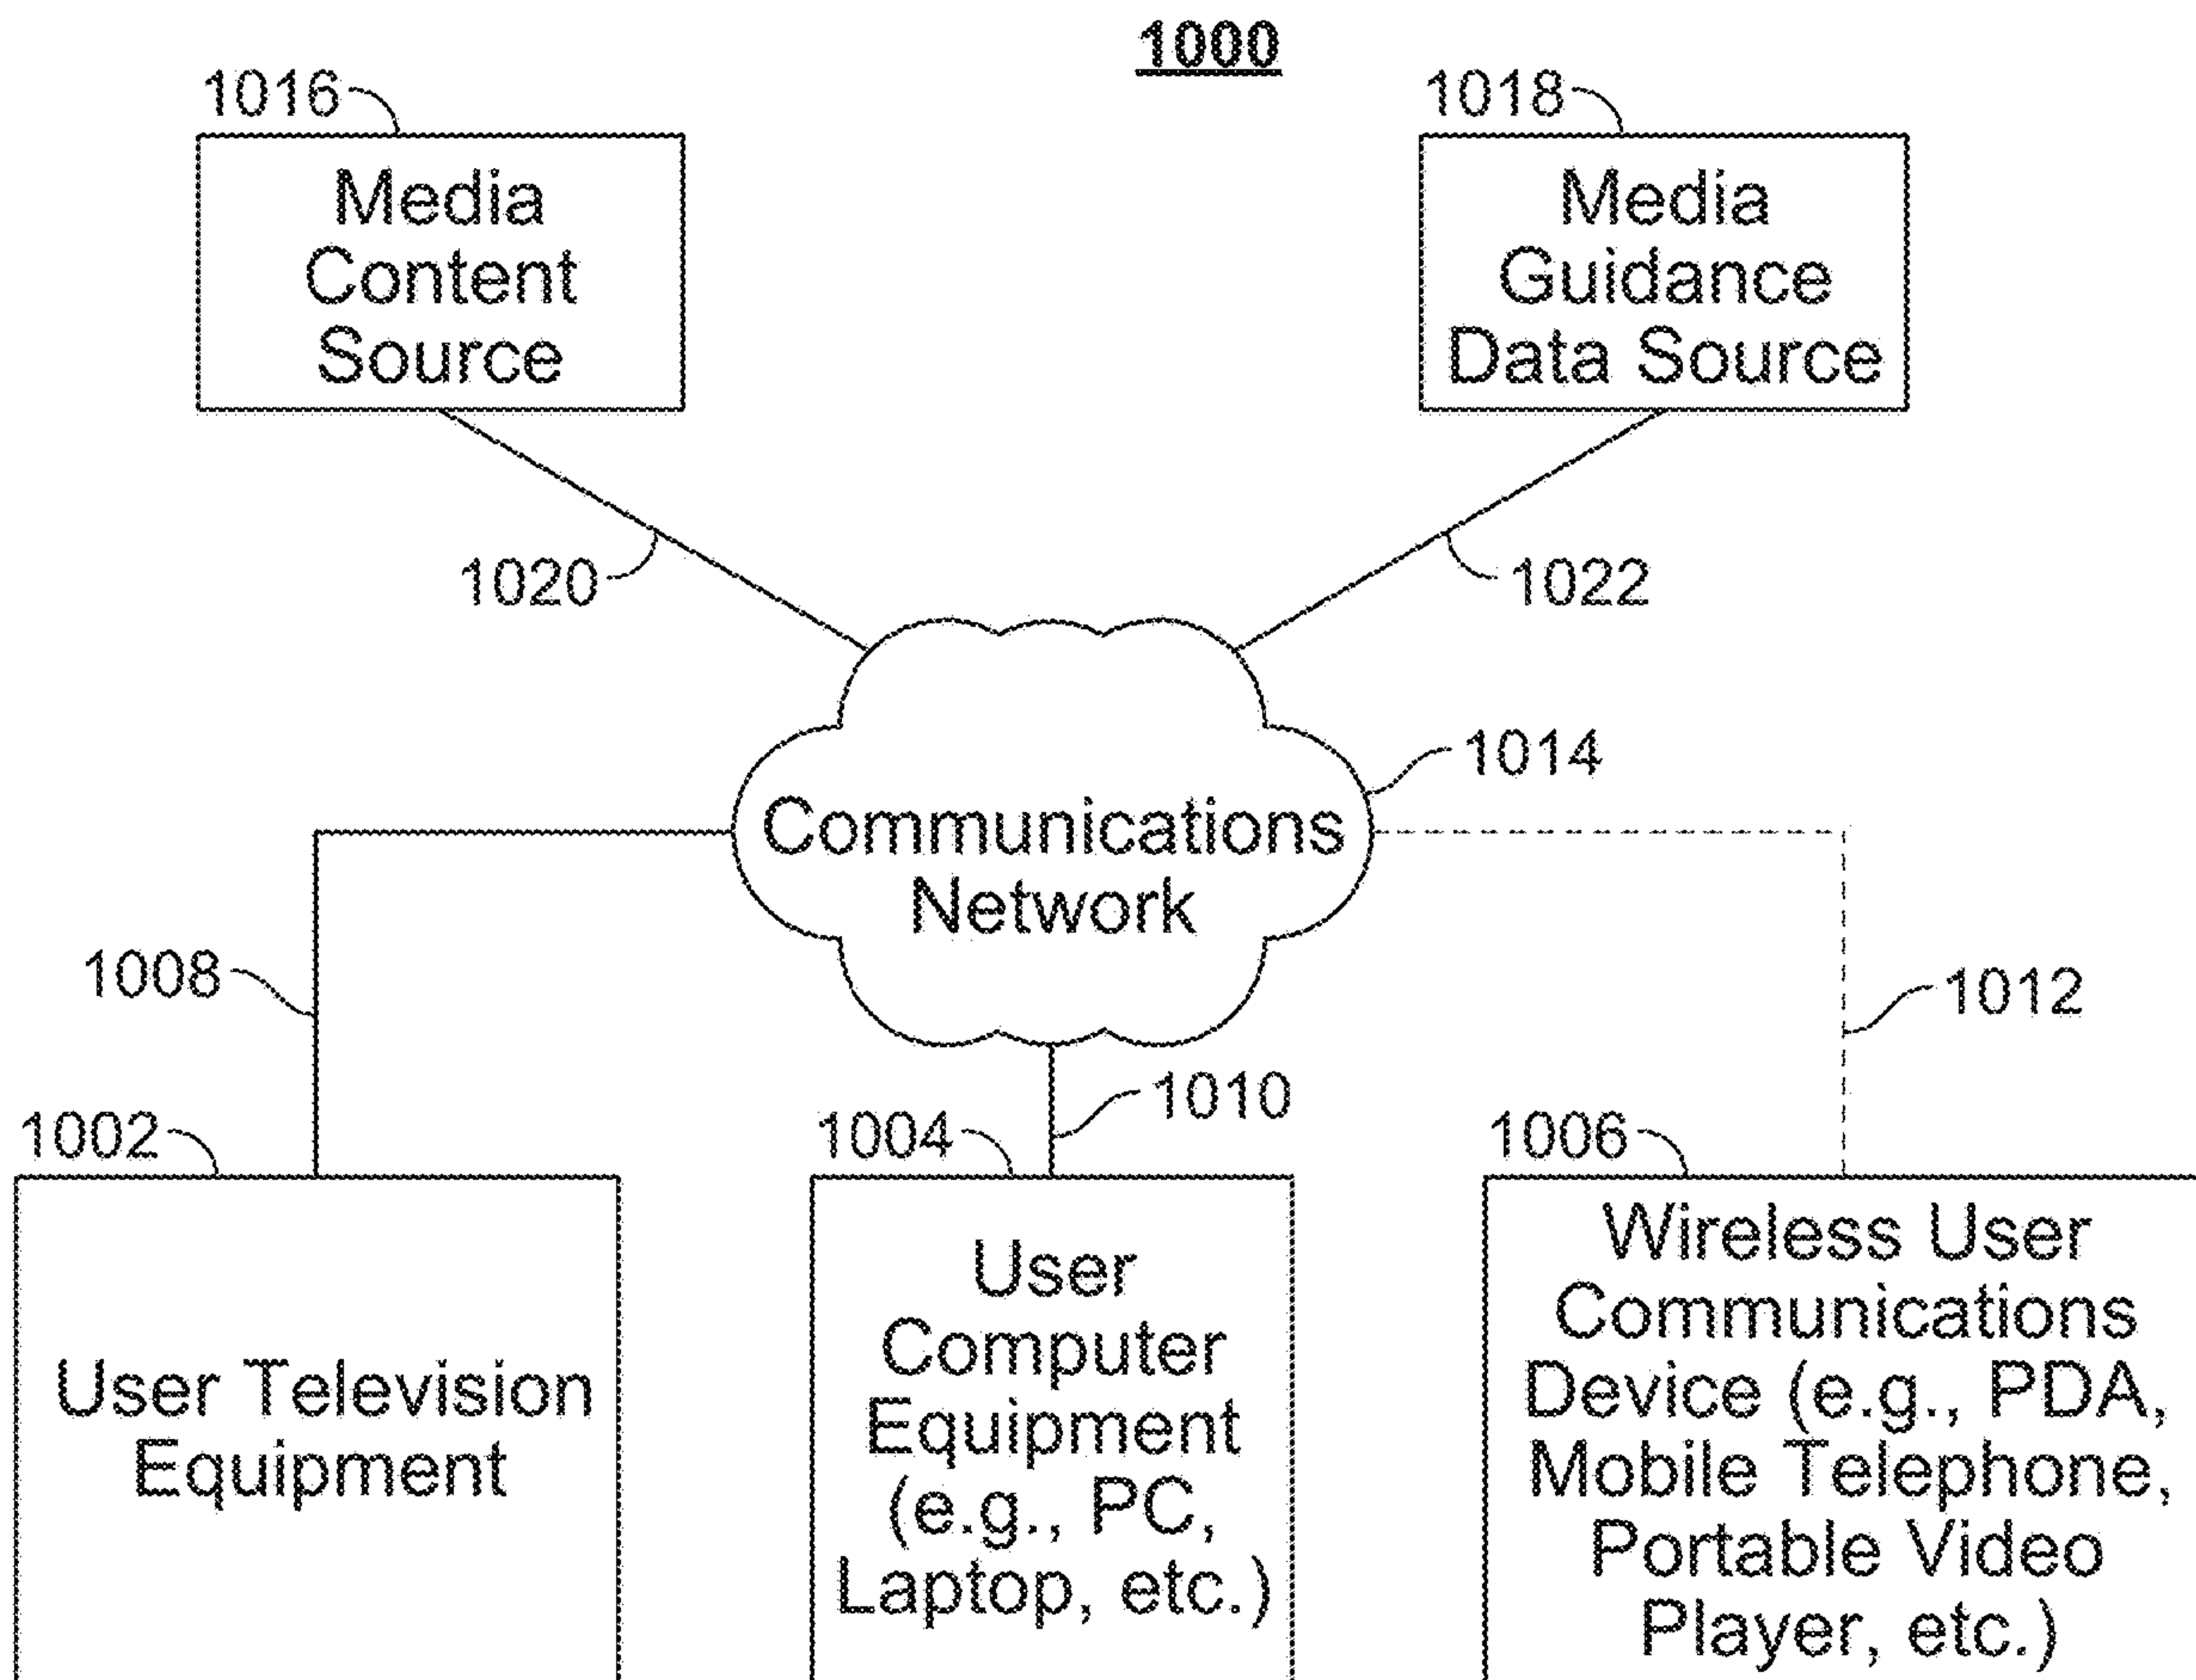 1000
1016
1018
Media
Content
Source
Media
Guidance
Data Source
1020
1022
1014
Communications
Network
1008
1012
1010
1002
1004
1006
User Television
Equipment
User
Computer
Equipment
(e.g., PC,
Laptop, etc.)
Wireless User
Communications
Device (e.g., PDA,
Mobile Telephone,
Portable Video
Player, etc.)